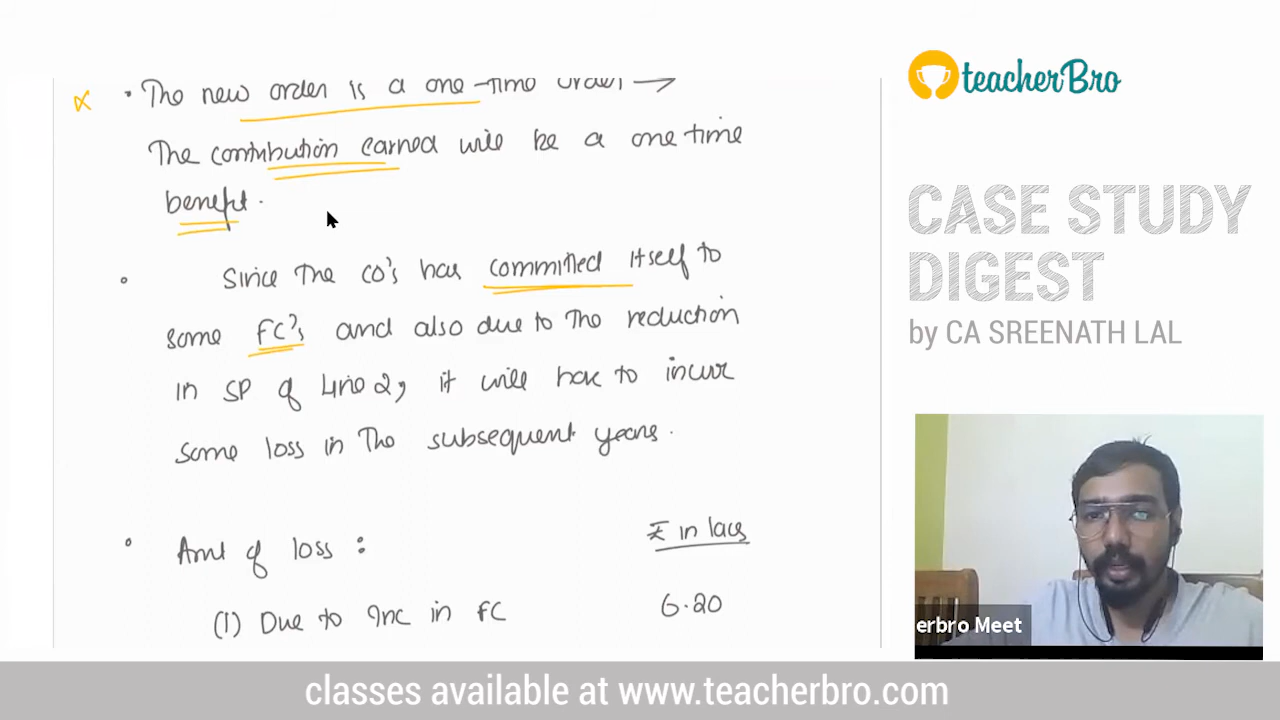 • The new order is a one-time order →
The contribution earned will be a one time
benefit.
• Since the co's has committed itself to
some FC's and also due to the reduction
in SP of Line 2, it will have to incur
some loss in the subsequent years.
• Amt of loss : ₹ in lacs
(1) Due to Inc in FC 6.20
teacherBro
CASE STUDY
DIGEST
by CA SREENATH LAL
erbro Meet
classes available at www.teacherbro.com